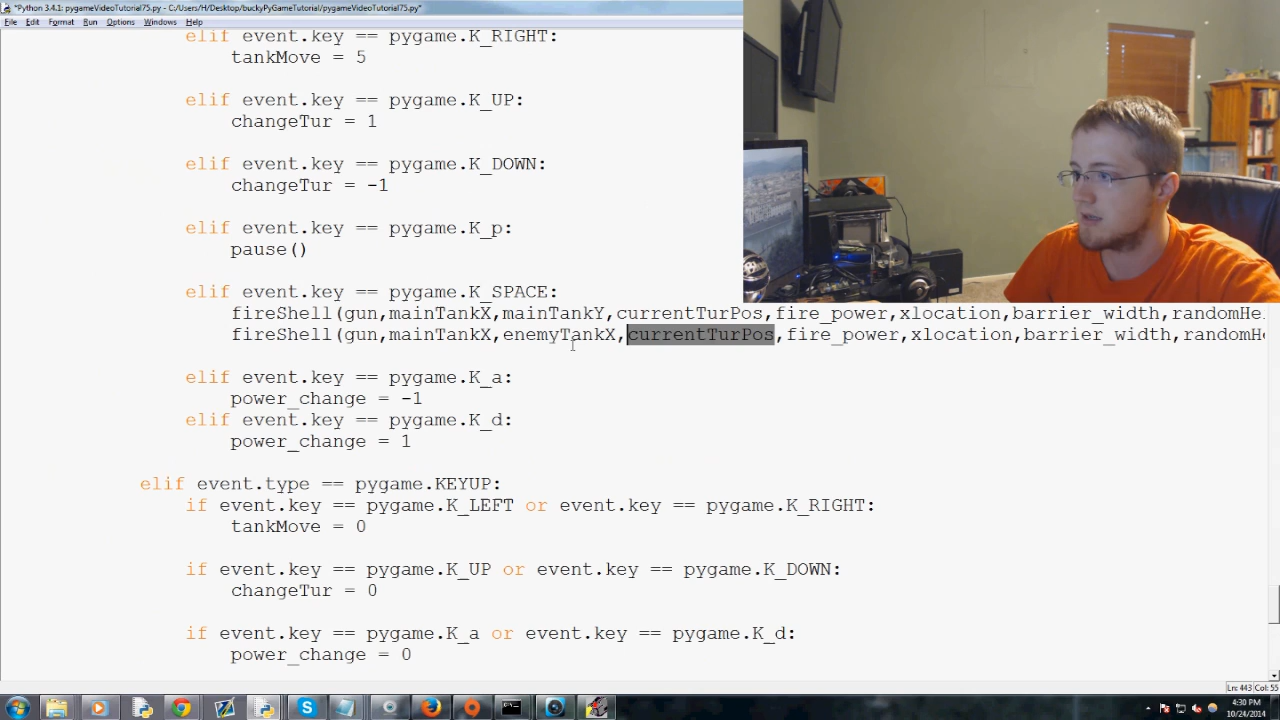 *Python 3.4.1: pygameVideoTutorial75.py - C:/Users/H/Desktop/buckyPyGameTutorial/pygameVideoTutorial75.py*
File Edit Format Run Options Windows Help
elif event.key == pygame.K_RIGHT:
tankMove = 5
elif event.key == pygame.K_UP:
changeTur = 1
elif event.key == pygame.K_DOWN:
changeTur = -1
elif event.key == pygame.K_p:
pause()
elif event.key == pygame.K_SPACE:
fireShell(gun,mainTankX,mainTankY,currentTurPos,fire_power,xlocation,barrier_width,randomHe
fireShell(gun,mainTankX,enemyTankX,currentTurPos,fire_power,xlocation,barrier_width,randomH
elif event.key == pygame.K_a:
power_change = -1
elif event.key == pygame.K_d:
power_change = 1
elif event.type == pygame.KEYUP:
if event.key == pygame.K_LEFT or event.key == pygame.K_RIGHT:
tankMove = 0
if event.key == pygame.K_UP or event.key == pygame.K_DOWN:
changeTur = 0
if event.key == pygame.K_a or event.key == pygame.K_d:
power_change = 0
Ln: 443 Col: 55
4:30 PM
10/24/2014